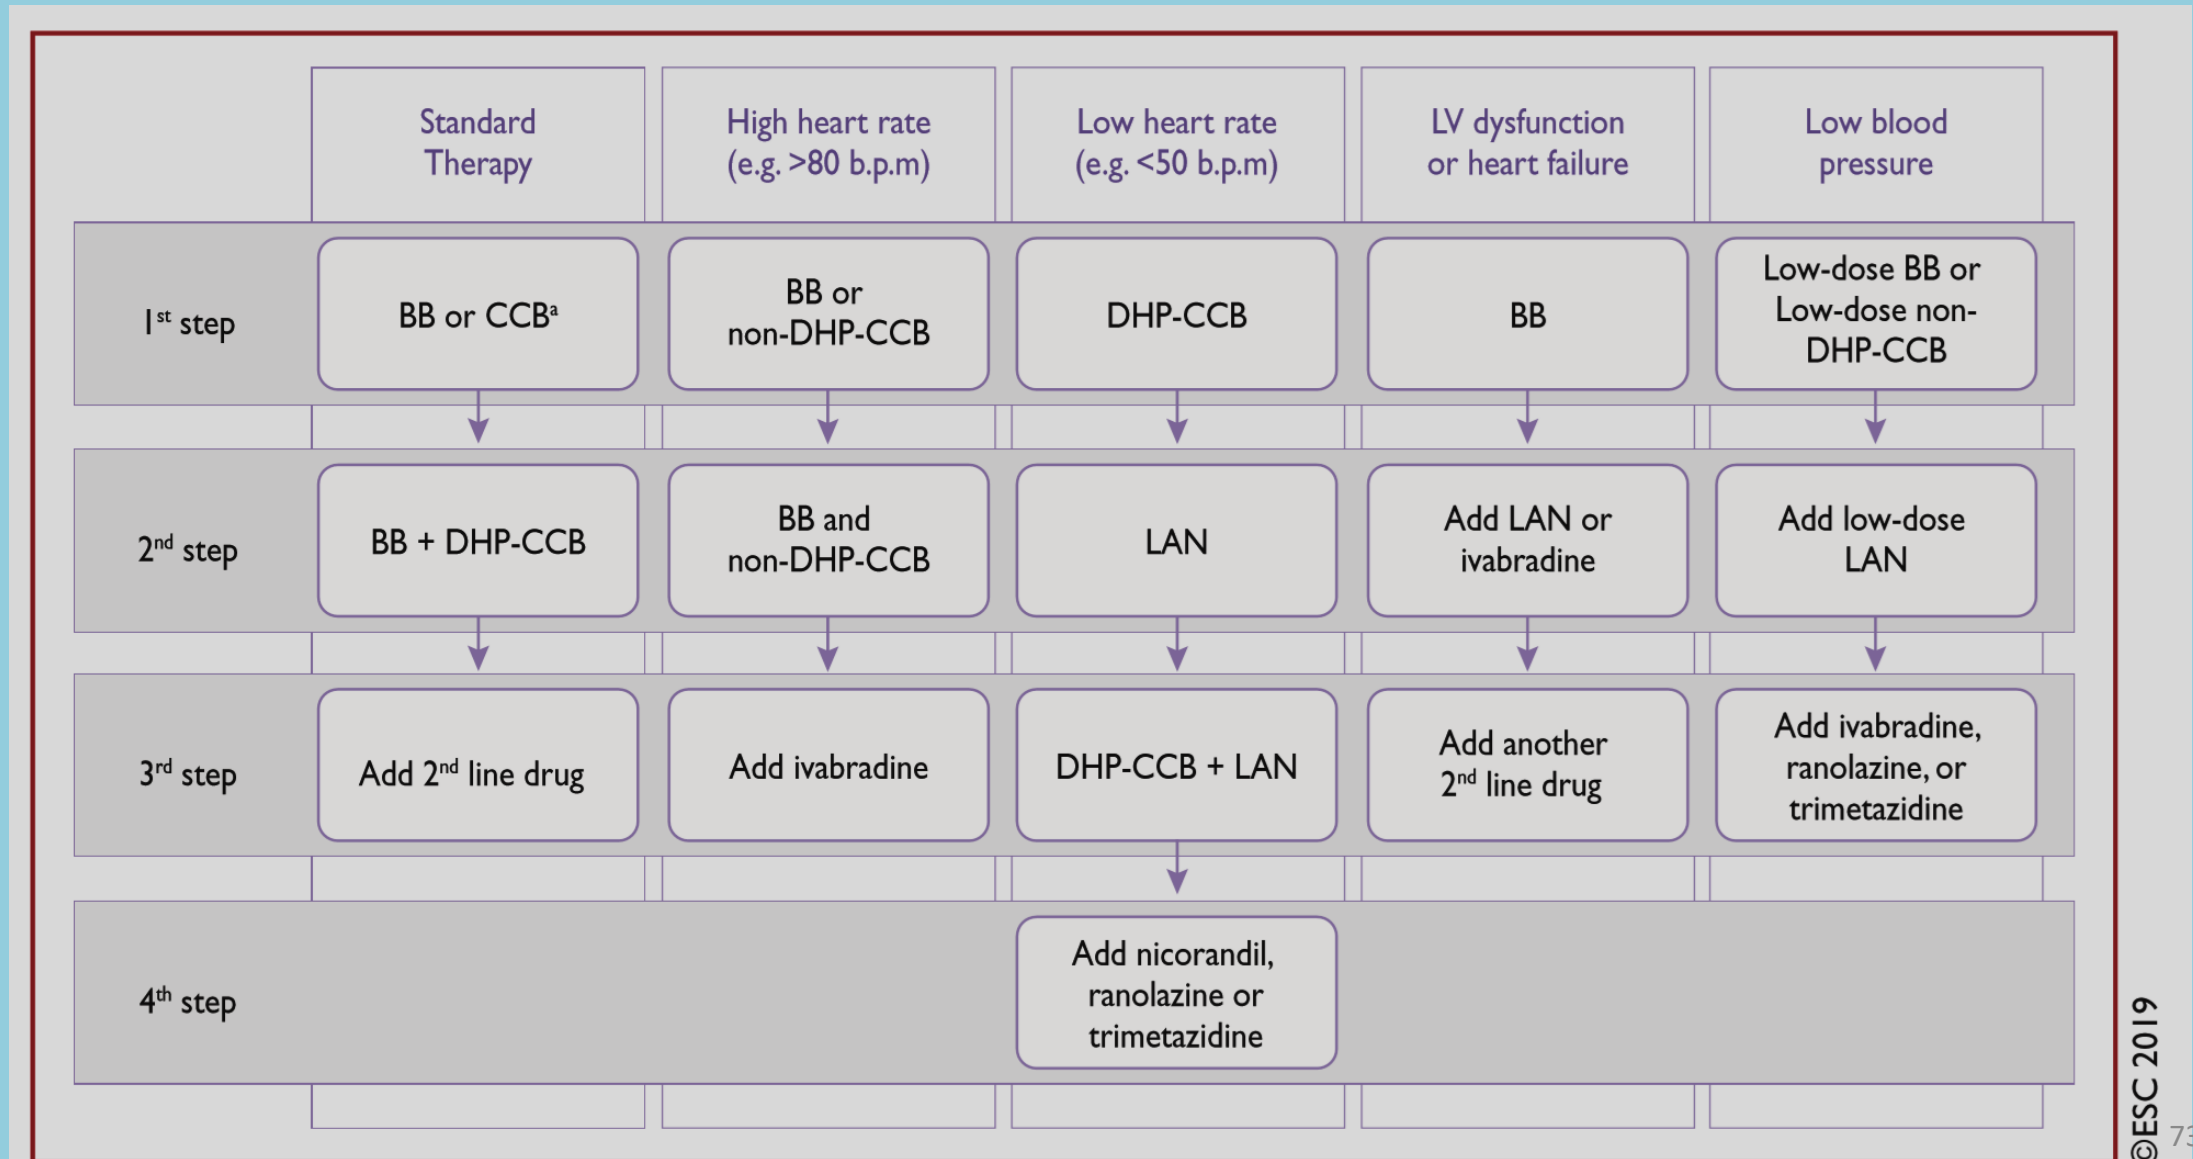 Standard
Therapy
High heart rate
(e.g. >80 b.p.m)
Low heart rate
(e.g. <50 b.p.m)
LV dysfunction
or heart failure
Low blood
pressure
1st step
BB or CCBa
BB or
non-DHP-CCB
DHP-CCB
BB
Low-dose BB or
Low-dose non-
DHP-CCB
2nd step
BB + DHP-CCB
BB and
non-DHP-CCB
LAN
Add LAN or
ivabradine
Add low-dose
LAN
3rd step
Add 2nd line drug
Add ivabradine
DHP-CCB + LAN
Add another
2nd line drug
Add ivabradine,
ranolazine, or
trimetazidine
4th step
Add nicorandil,
ranolazine or
trimetazidine
©ESC 2019
73